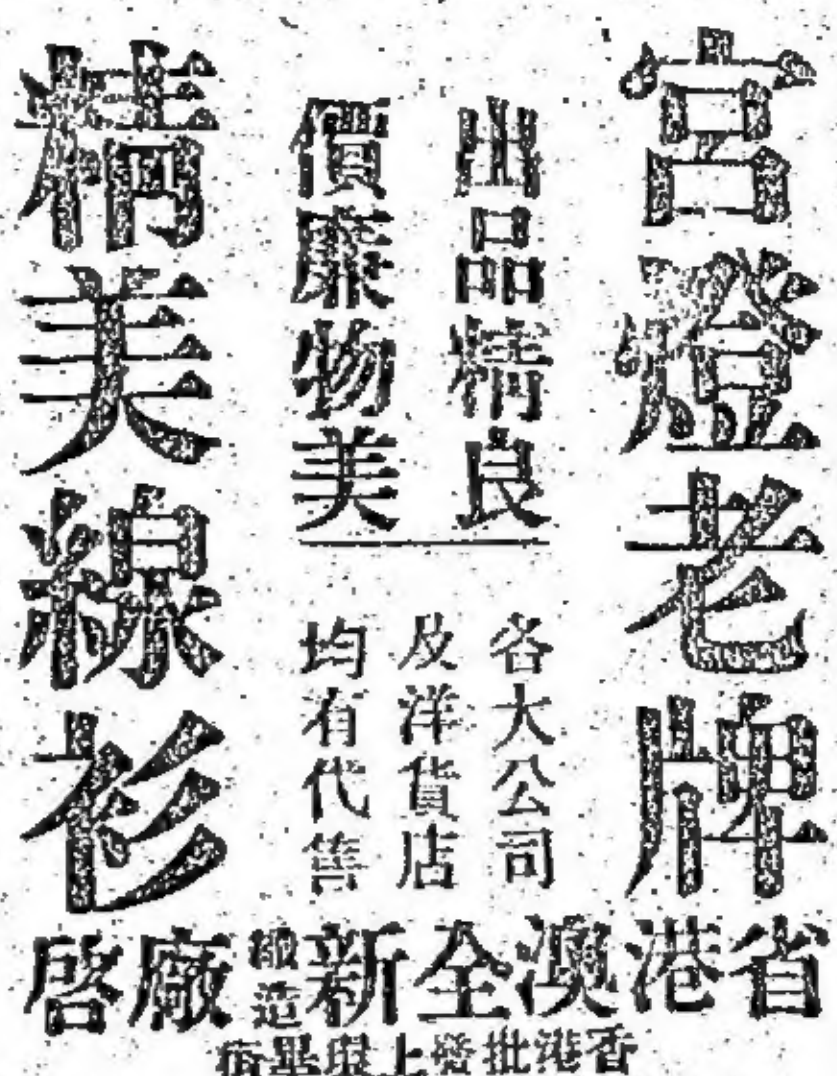 宮燈老牌
出品精良
價廉物美
各大公司
及洋貨店
均有代售
精美線衫
省港澳全新織造廠啓
香港批發上環畢街